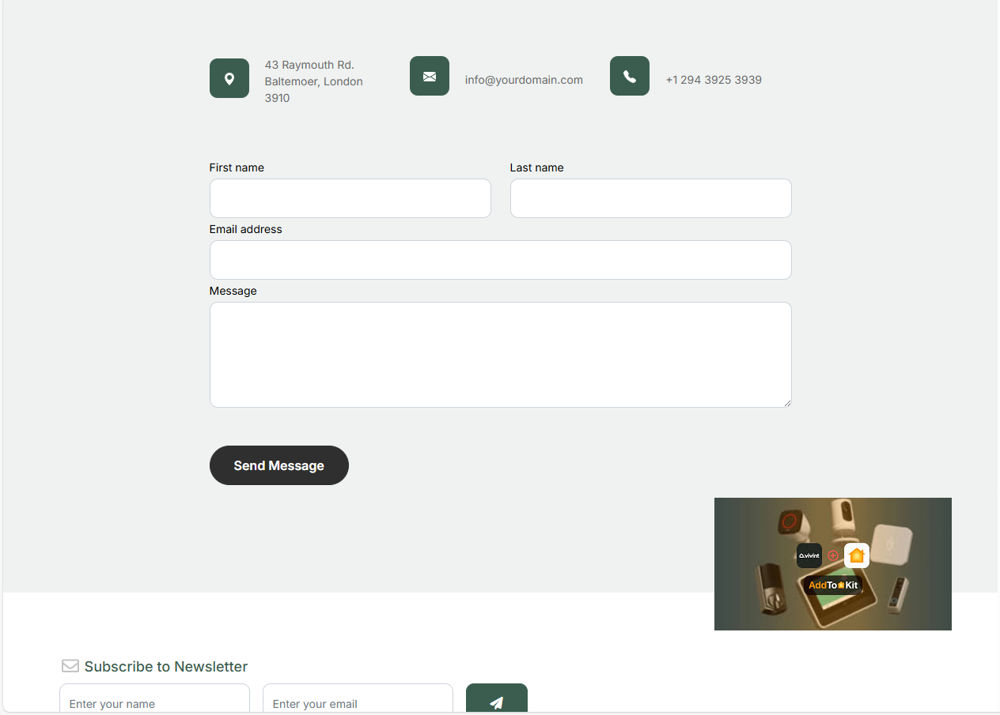 43 Raymouth Rd.
Baltemoer, London
3910
info@yourdomain.com
+1 294 3925 3939
First name
Last name
Email address
Message
Send Message
vivint
AddToKit
Subscribe to Newsletter
Enter your name
Enter your email